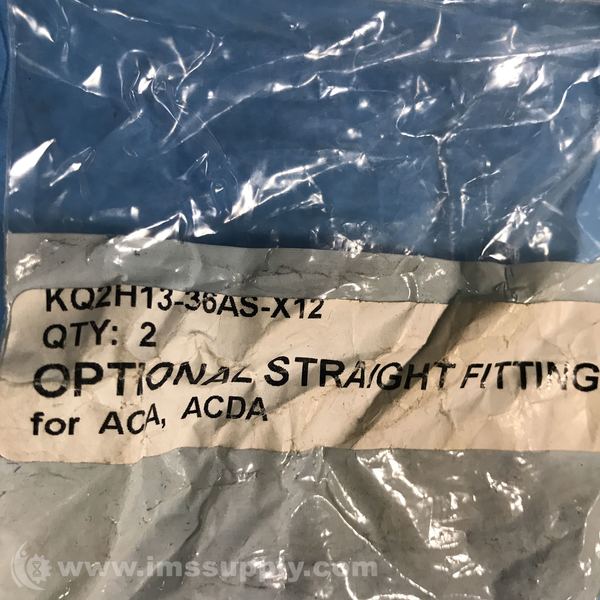 KQ2H13-36AS-X12
QTY: 2
OPTIONAL STRAIGHT FITTING
for ACA, ACDA
www.imssupply.com